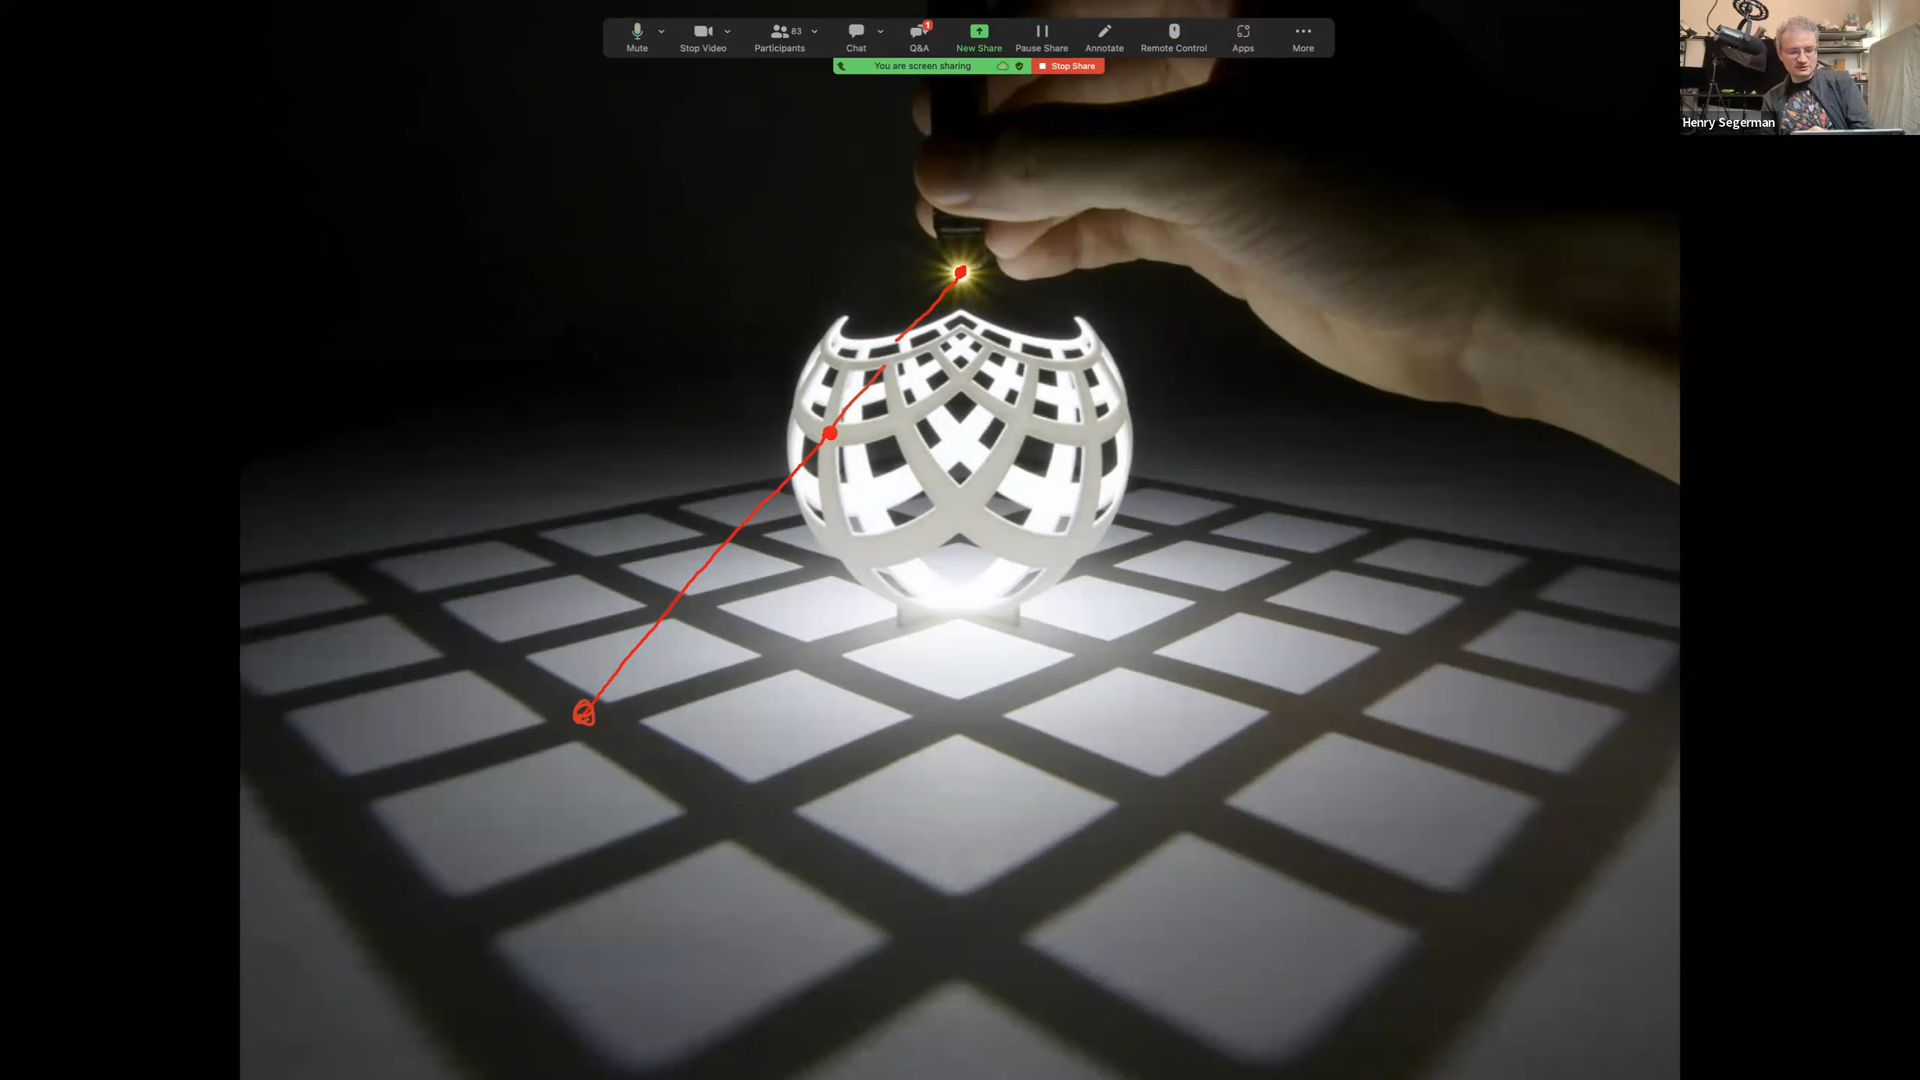 Mute
Stop Video
Participants
83
Chat
Q&A
1
New Share
Pause Share
Annotate
Remote Control
Apps
More
You are screen sharing
Stop Share
Henry Segerman